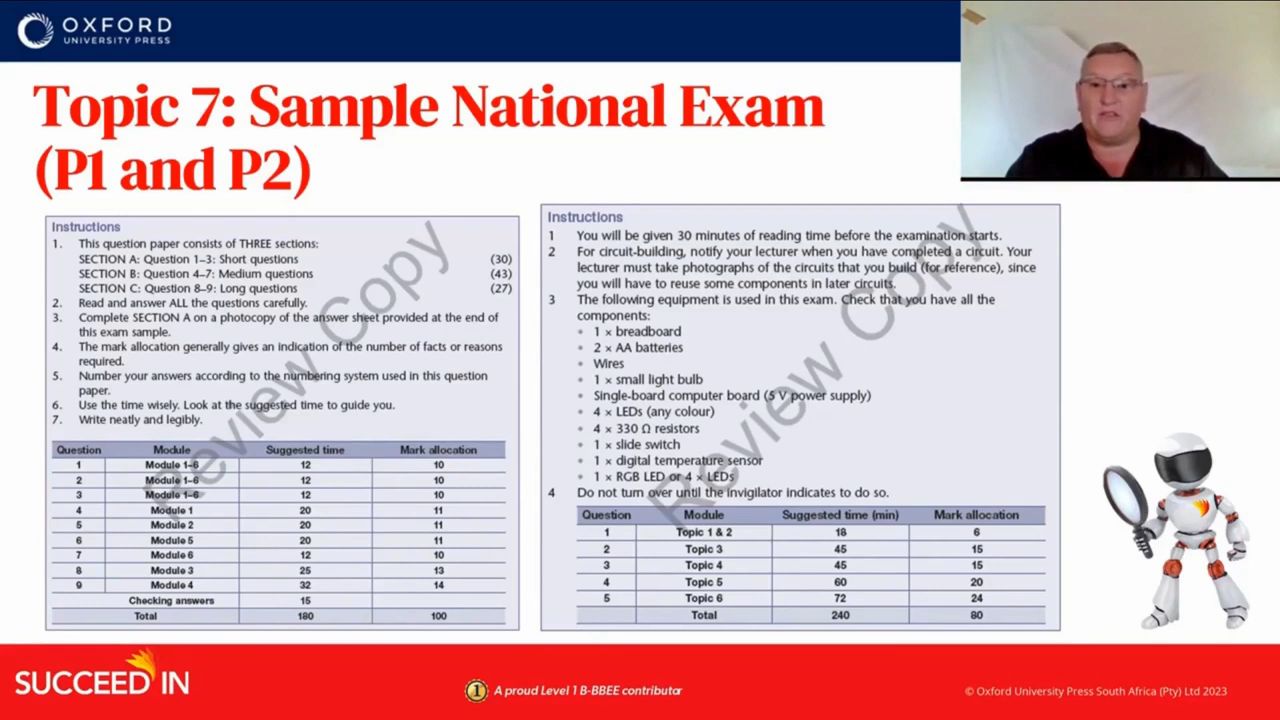 OXFORD
UNIVERSITY PRESS
Topic 7: Sample National Exam
(P1 and P2)
Instructions
1. This question paper consists of THREE sections:
SECTION A: Question 1–3: Short questions (30)
SECTION B: Question 4–7: Medium questions (43)
SECTION C: Question 8–9: Long questions (27)
2. Read and answer ALL the questions carefully.
3. Complete SECTION A on a photocopy of the answer sheet provided at the end of
this exam sample.
4. The mark allocation generally gives an indication of the number of facts or reasons
required.
5. Number your answers according to the numbering system used in this question
paper.
6. Use the time wisely. Look at the suggested time to guide you.
7. Write neatly and legibly.
Question Module Suggested time Mark allocation
1 Module 1–6 12 10
2 Module 1–6 12 10
3 Module 1–6 12 10
4 Module 1 20 11
5 Module 2 20 11
6 Module 5 20 11
7 Module 6 12 10
8 Module 3 25 13
9 Module 4 32 14
Checking answers 15
Total 180 100
Review Copy
Instructions
1 You will be given 30 minutes of reading time before the examination starts.
2 For circuit-building, notify your lecturer when you have completed a circuit. Your
lecturer must take photographs of the circuits that you build (for reference), since
you will have to reuse some components in later circuits.
3 The following equipment is used in this exam. Check that you have all the
components:
• 1 × breadboard
• 2 × AA batteries
• Wires
• 1 × small light bulb
• Single-board computer board (5 V power supply)
• 4 × LEDs (any colour)
• 4 × 330 Ω resistors
• 1 × slide switch
• 1 × digital temperature sensor
• 1 × RGB LED or 4 × LEDs
4 Do not turn over until the invigilator indicates to do so.
Question Module Suggested time (min) Mark allocation
1 Topic 1 & 2 18 6
2 Topic 3 45 15
3 Topic 4 45 15
4 Topic 5 60 20
5 Topic 6 72 24
Total 240 80
Review Copy
SUCCEED IN
1 A proud Level 1 B-BBEE contributor
© Oxford University Press South Africa (Pty) Ltd 2023